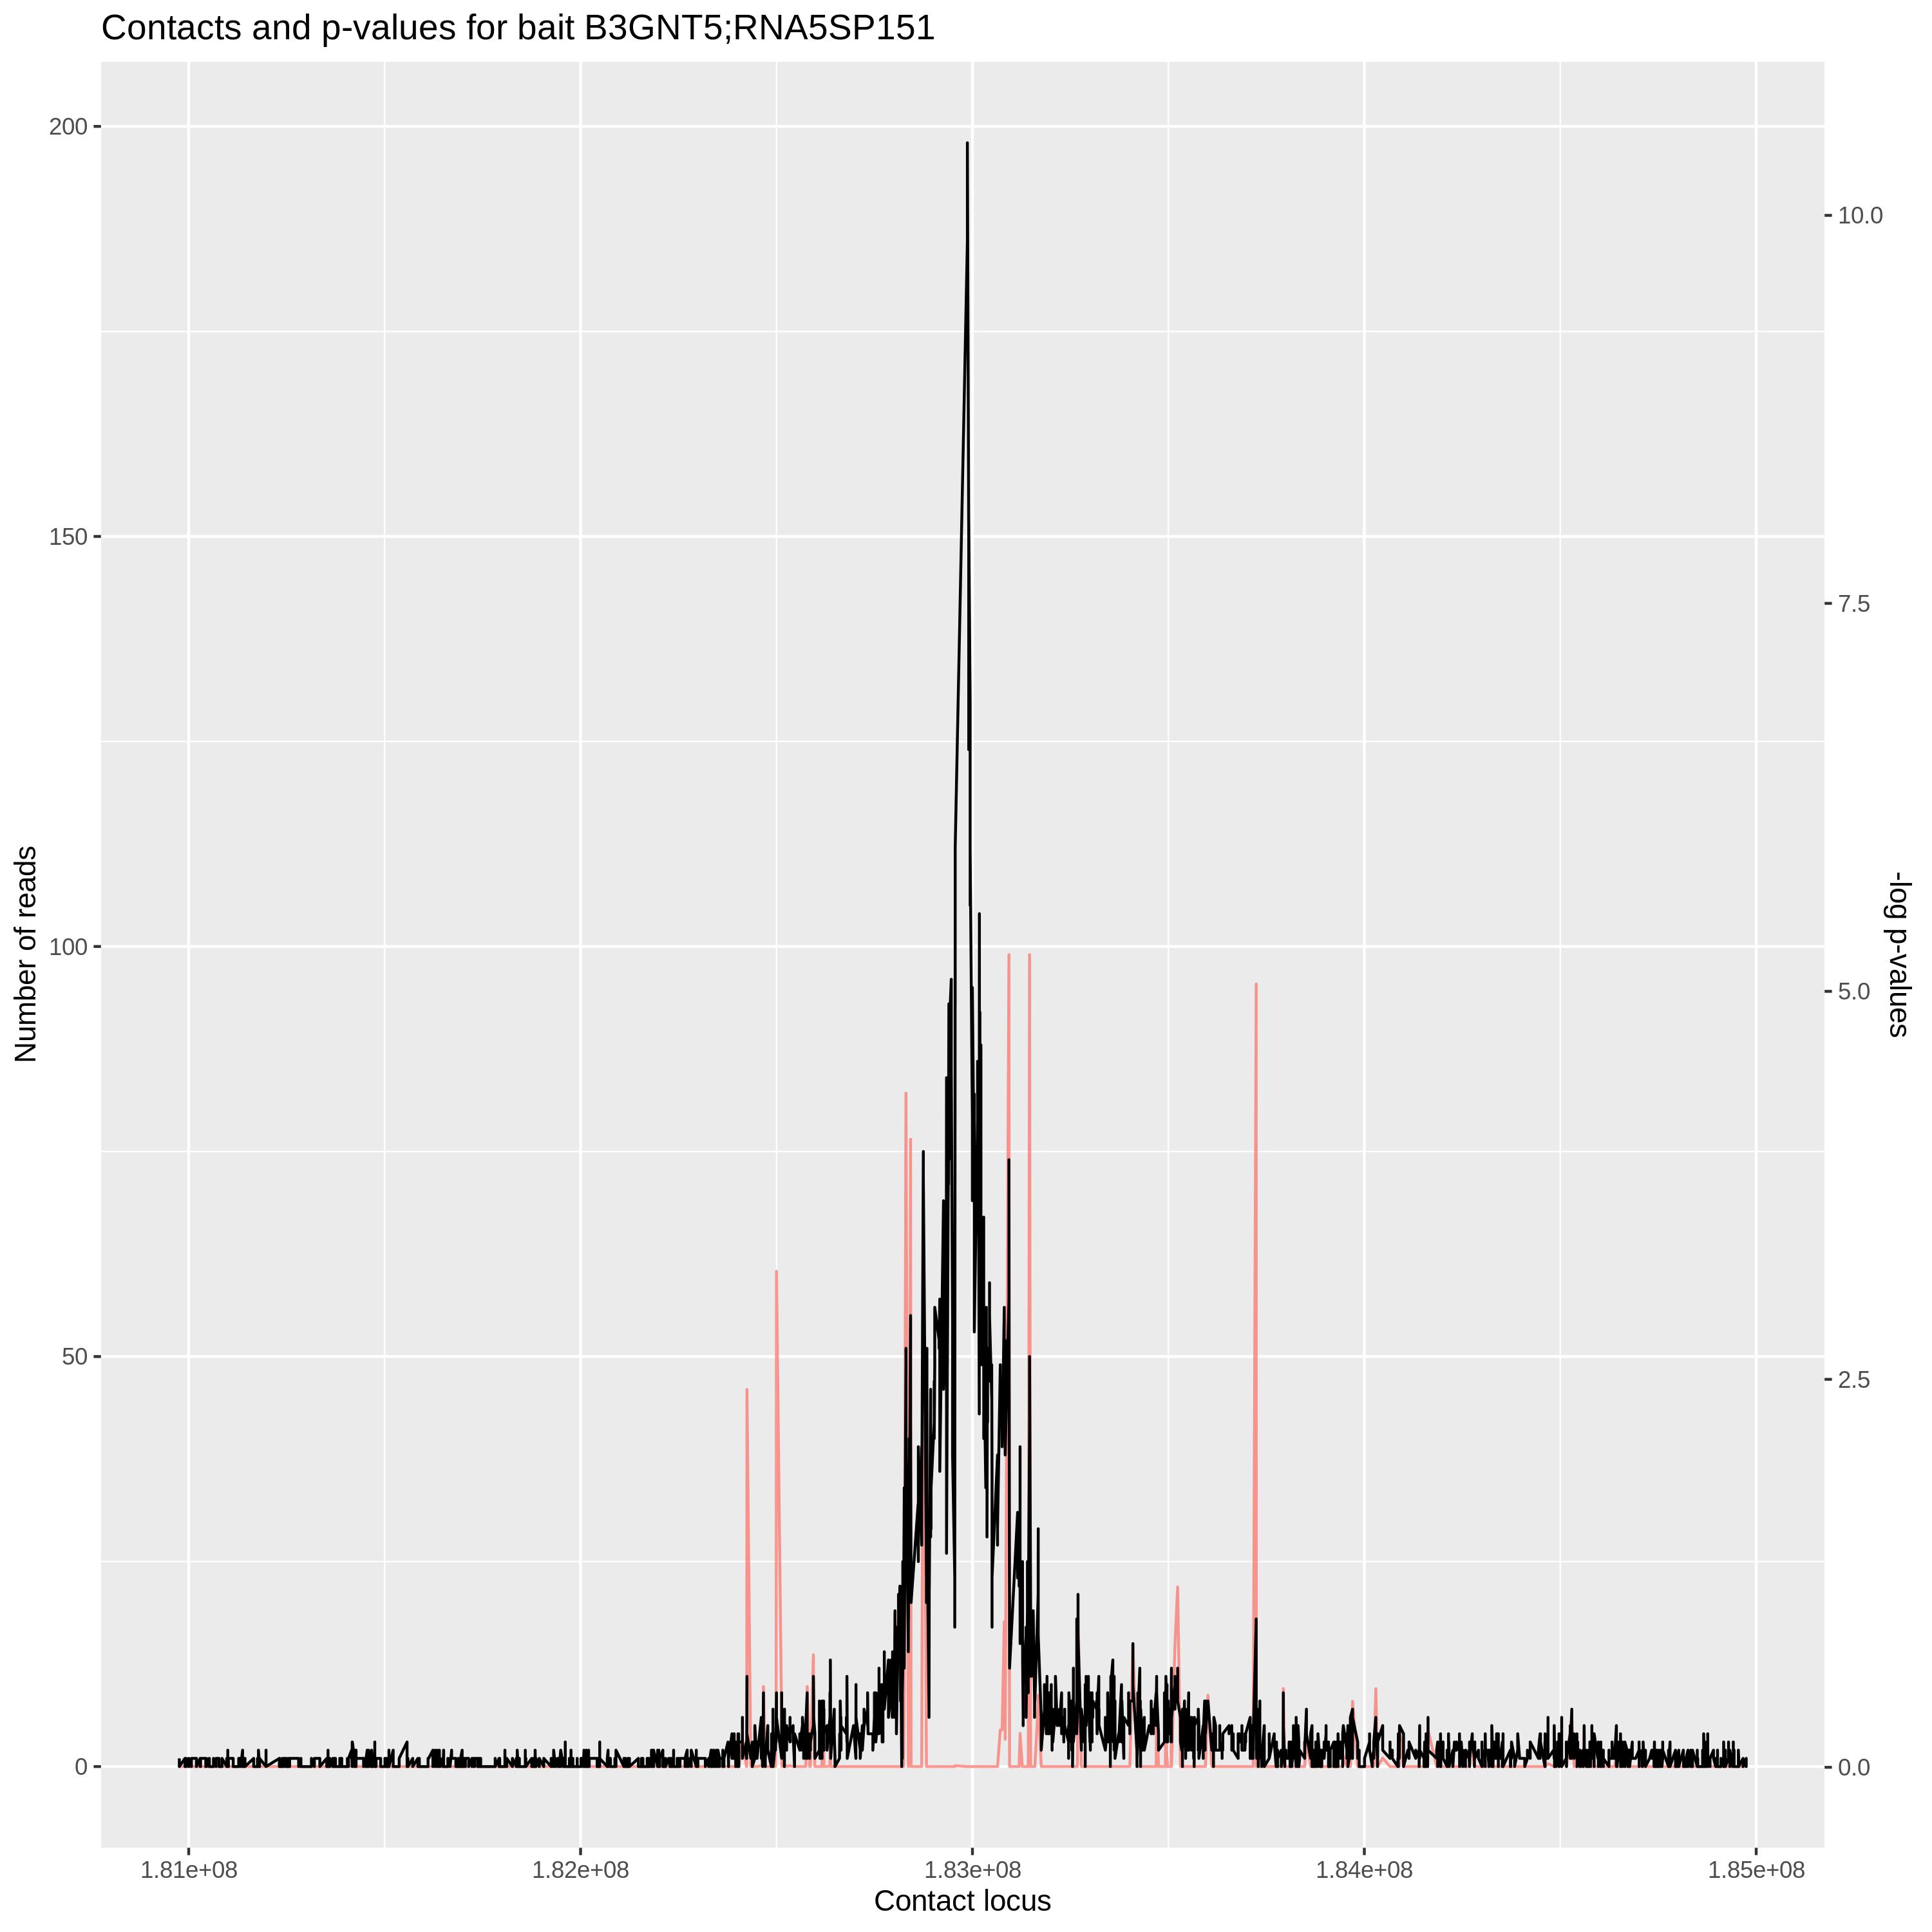 Contacts and p-values for bait B3GNT5;RNA5SP151
200
150
100
50
0
Number of reads
10.0
7.5
5.0
2.5
0.0
-log p-values
1.81e+08 1.82e+08 1.83e+08 1.84e+08 1.85e+08
Contact locus